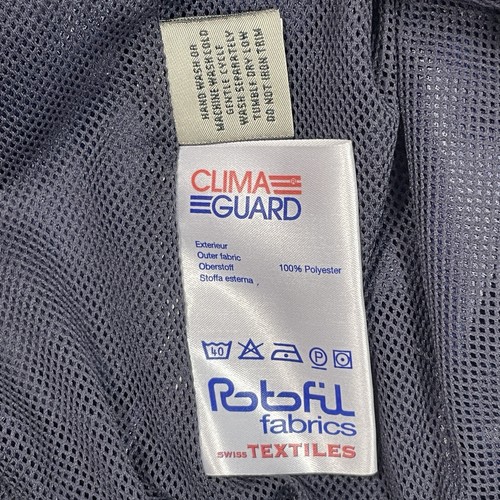 HAND WASH OR
MACHINE WASH COLD
GENTLE CYCLE
WASH SEPARATELY
TUMBLE DRY LOW
DO NOT IRON TRIM
CLIMA
GUARD
Exterieur
Outer fabric
Oberstoff 100% Polyester
Stoffa esterna
40 P
Rotofil
fabrics
SWISS TEXTILES